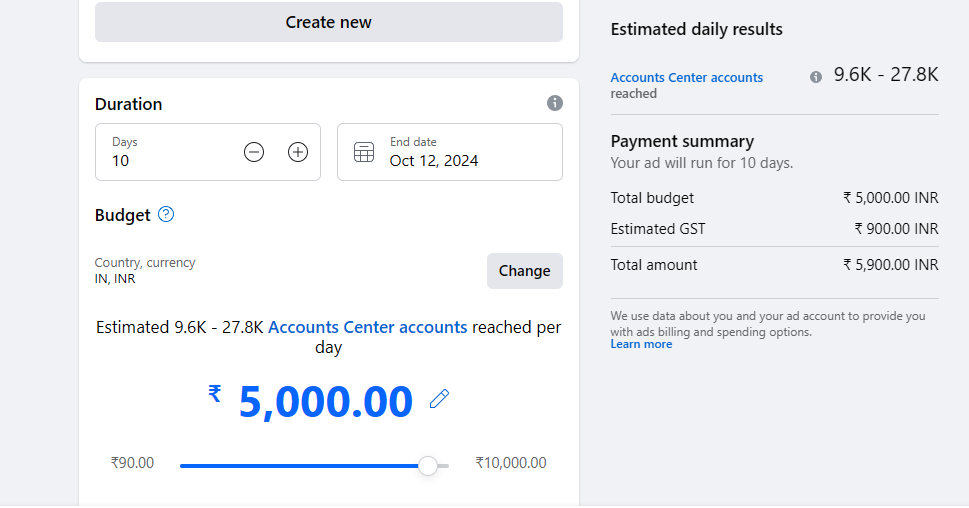 Create new
Duration
Days
10
End date
Oct 12, 2024
Budget
Country, currency
IN, INR
Change
Estimated 9.6K - 27.8K Accounts Center accounts reached per
day
₹ 5,000.00
₹90.00
₹10,000.00
Estimated daily results
Accounts Center accounts
reached
9.6K - 27.8K
Payment summary
Your ad will run for 10 days.
Total budget ₹ 5,000.00 INR
Estimated GST ₹ 900.00 INR
Total amount ₹ 5,900.00 INR
We use data about you and your ad account to provide you
with ads billing and spending options.
Learn more